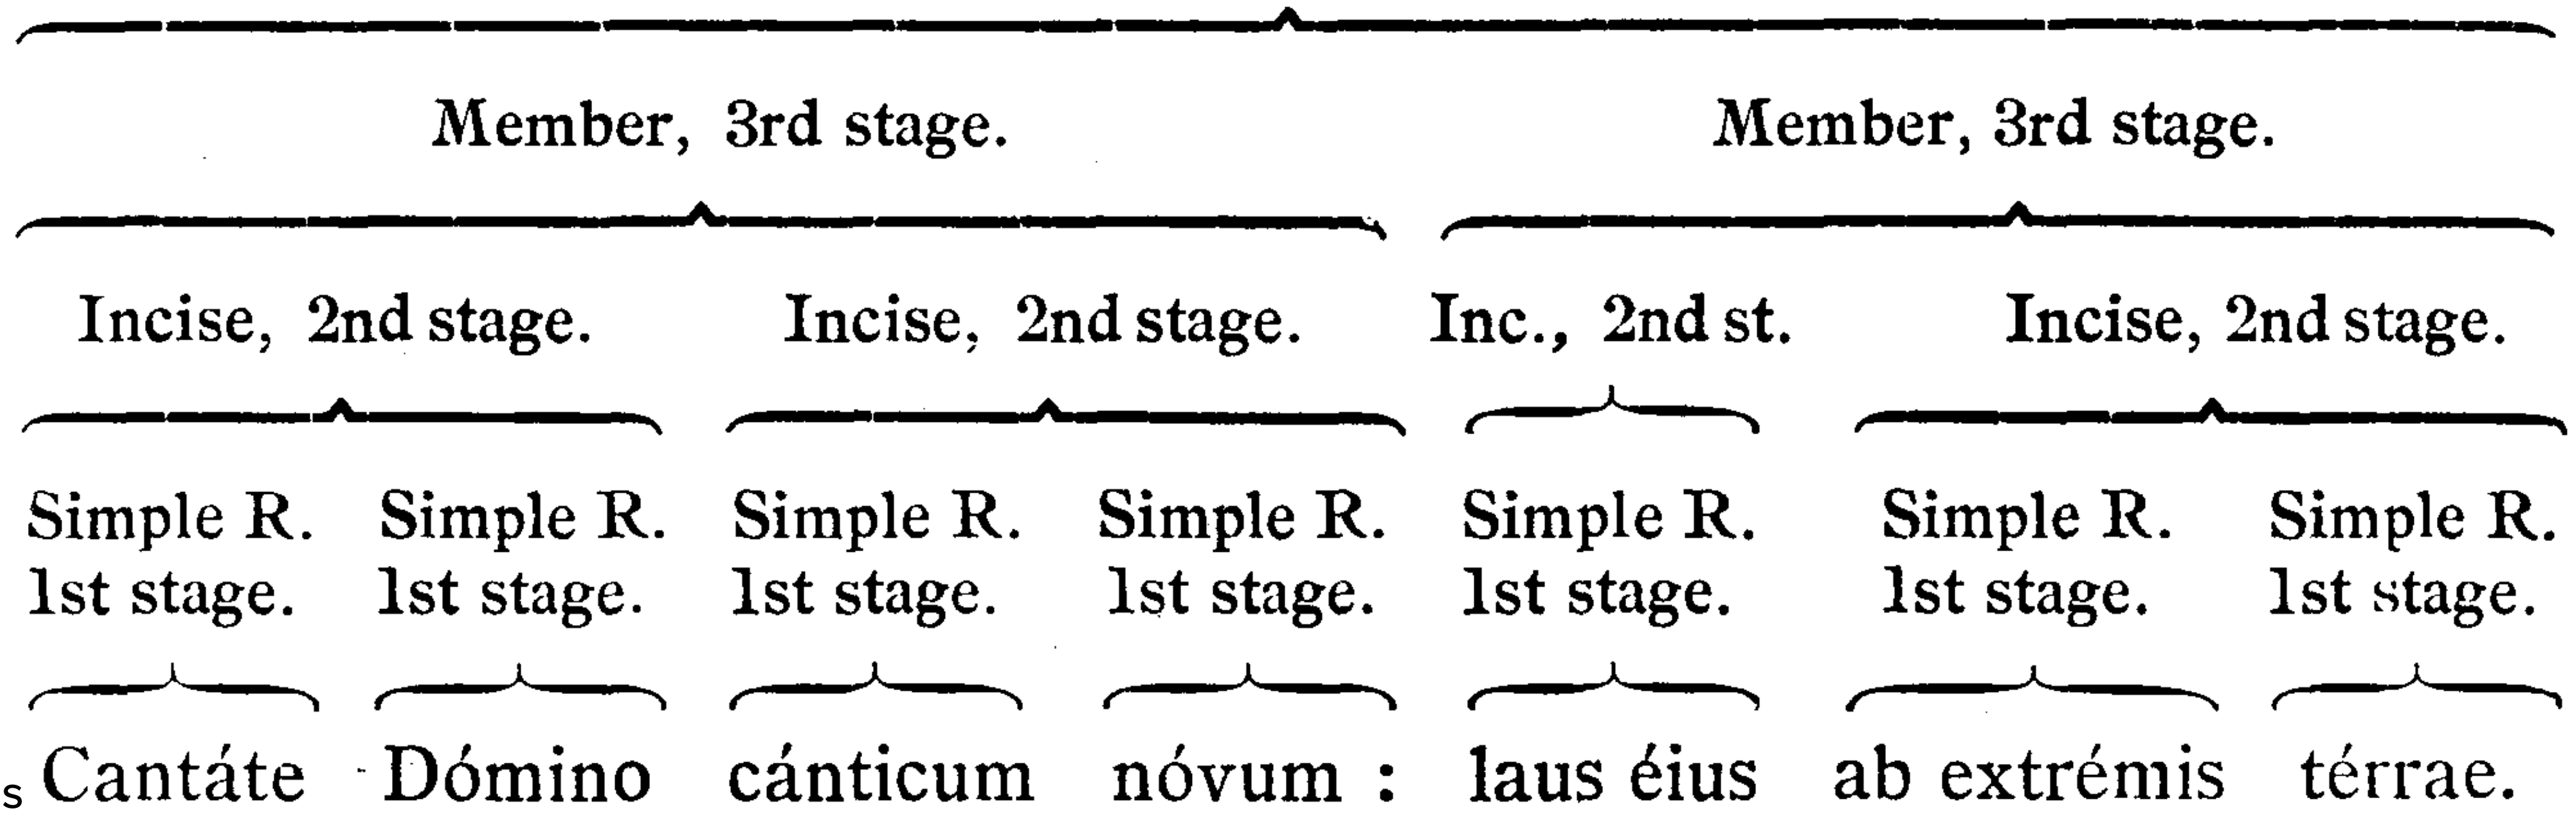 Member, 3rd stage. Member, 3rd stage.
Incise, 2nd stage. Incise, 2nd stage. Inc., 2nd st. Incise, 2nd stage.
Simple R. Simple R. Simple R. Simple R. Simple R. Simple R. Simple R.
1st stage. 1st stage. 1st stage. 1st stage. 1st stage. 1st stage. 1st stage.
s Cantáte Dómino cánticum nóvum : laus éius ab extrémis térrae.